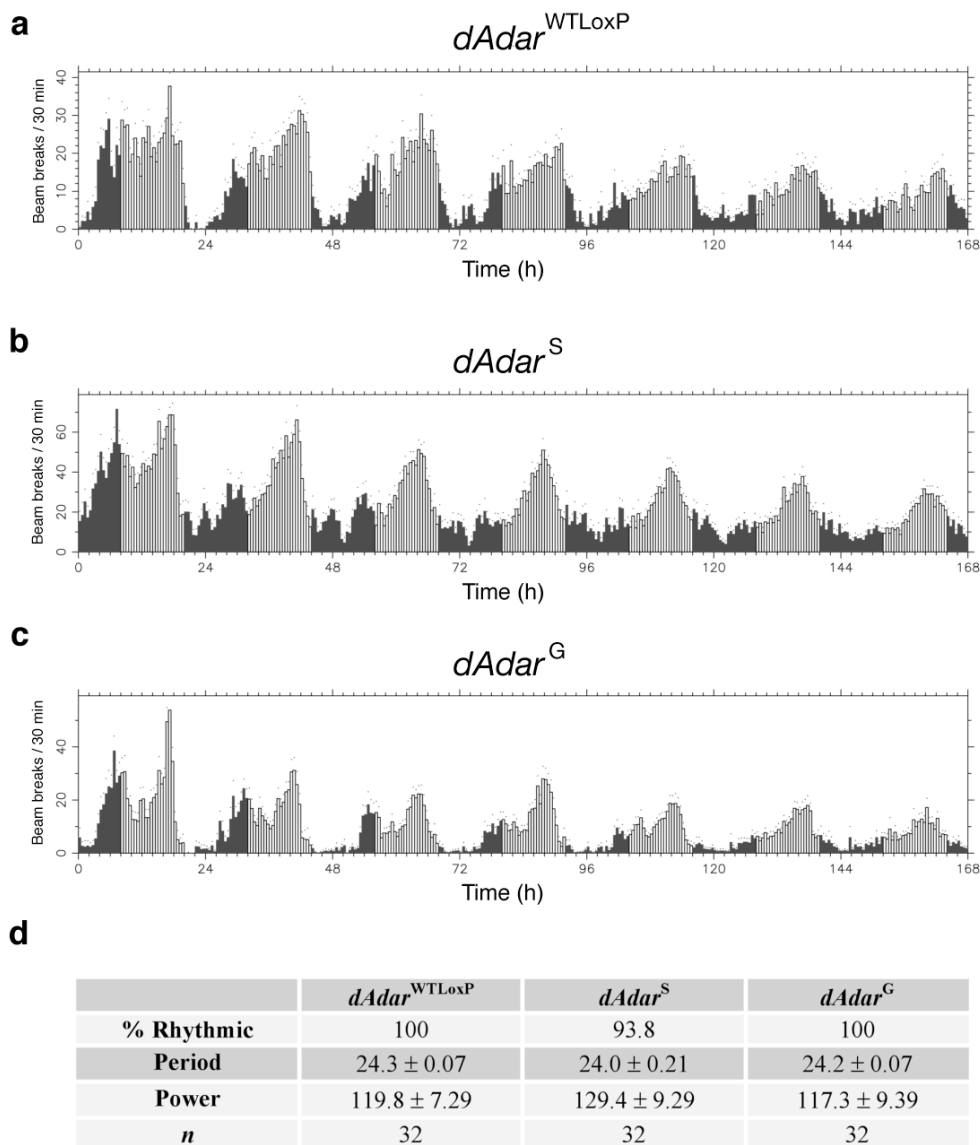 a
dAdar^WTLoxP
Beam breaks / 30 min
40
30
20
10
0
0 24 48 72 96 120 144 168
Time (h)
b
dAdar^S
Beam breaks / 30 min
60
40
20
0
0 24 48 72 96 120 144 168
Time (h)
c
dAdar^G
Beam breaks / 30 min
40
20
0
0 24 48 72 96 120 144 168
Time (h)
d
dAdar^WTLoxP dAdar^S dAdar^G
% Rhythmic 100 93.8 100
Period 24.3 ± 0.07 24.0 ± 0.21 24.2 ± 0.07
Power 119.8 ± 7.29 129.4 ± 9.29 117.3 ± 9.39
n 32 32 32